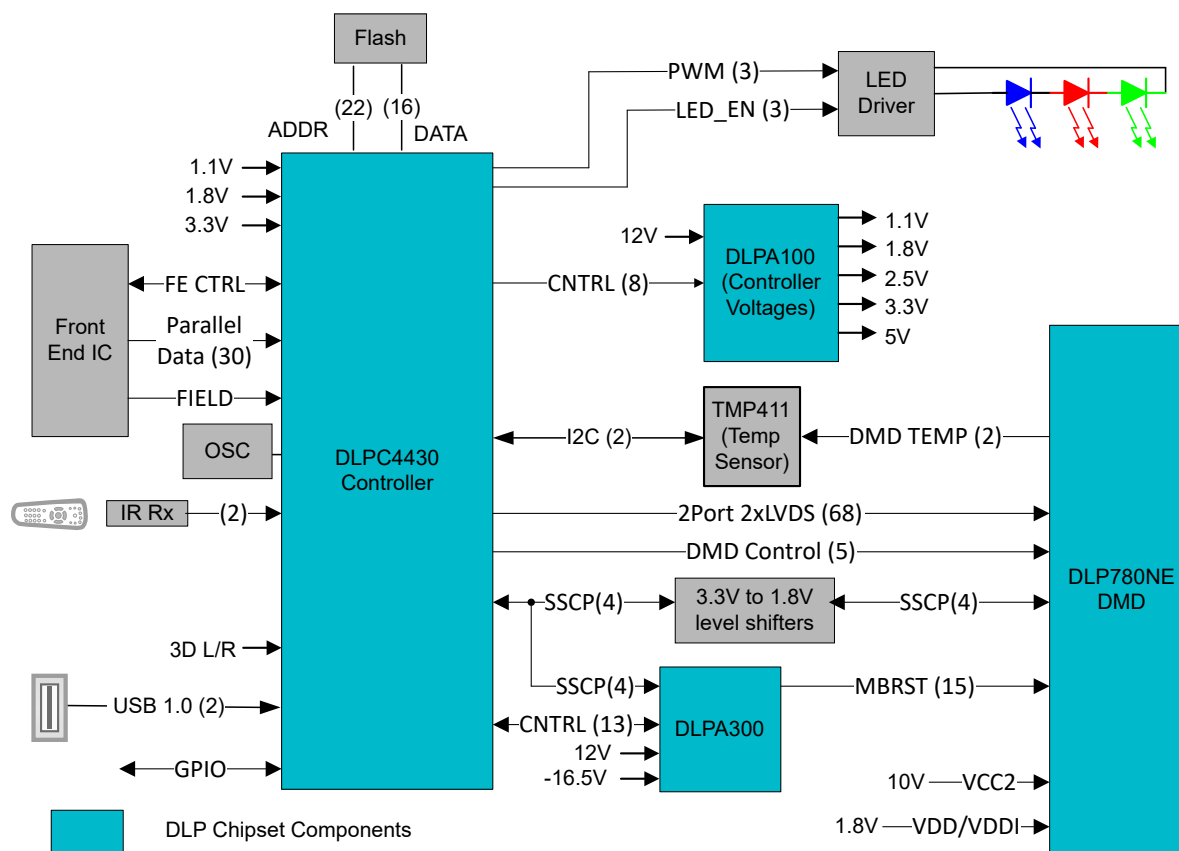 Flash
(22)
(16)
ADDR
DATA
PWM (3)
LED_EN (3)
LED
Driver
1.1V
1.8V
3.3V
12V
DLPA100
(Controller
Voltages)
1.1V
1.8V
2.5V
3.3V
5V
CNTRL (8)
Front
End IC
FE CTRL
Parallel
Data (30)
FIELD
OSC
DLPC4430
Controller
I2C (2)
TMP411
(Temp
Sensor)
DMD TEMP (2)
IR Rx
(2)
2Port 2xLVDS (68)
DMD Control (5)
DLP780NE
DMD
SSCP(4)
3.3V to 1.8V
level shifters
SSCP(4)
3D L/R
SSCP(4)
MBRST (15)
USB 1.0 (2)
CNTRL (13)
DLPA300
12V
-16.5V
GPIO
10V
VCC2
1.8V
VDD/VDDI
DLP Chipset Components